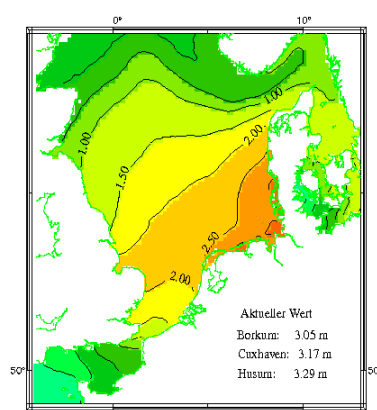 0° 10°
1.00
2.00
1.00
1.50
2.50
2.00
Aktueller Wert
Borkum: 3.05 m
Cuxhaven: 3.17 m
Husum: 3.29 m
50° 50°